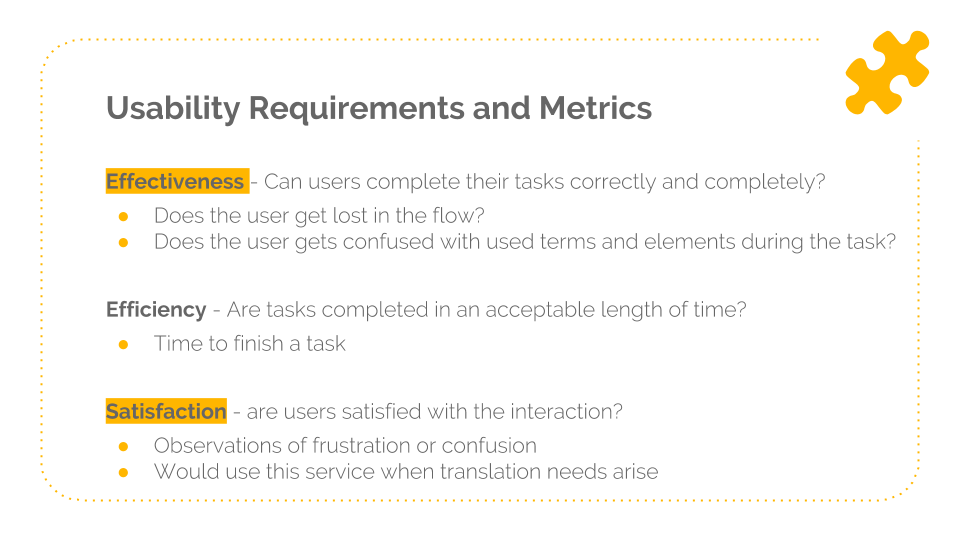 Usability Requirements and Metrics
Effectiveness - Can users complete their tasks correctly and completely?
● Does the user get lost in the flow?
● Does the user gets confused with used terms and elements during the task?
Efficiency - Are tasks completed in an acceptable length of time?
● Time to finish a task
Satisfaction - are users satisfied with the interaction?
● Observations of frustration or confusion
● Would use this service when translation needs arise